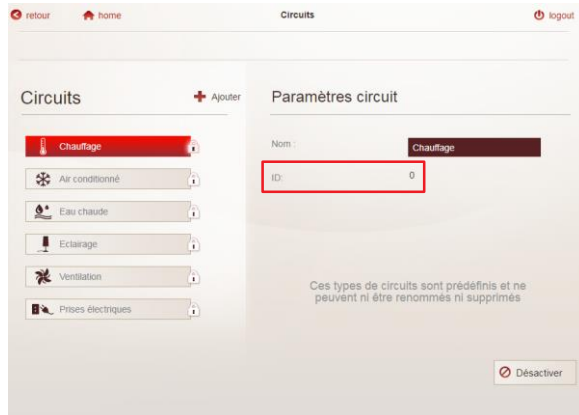 retour
home
Circuits
logout
Circuits
Ajouter
Paramètres circuit
Chauffage
Air conditionné
Eau chaude
Eclairage
Ventilation
Prises électriques
Nom :
Chauffage
ID:
0
Ces types de circuits sont prédéfinis et ne
peuvent ni être renommés ni supprimés
Désactiver